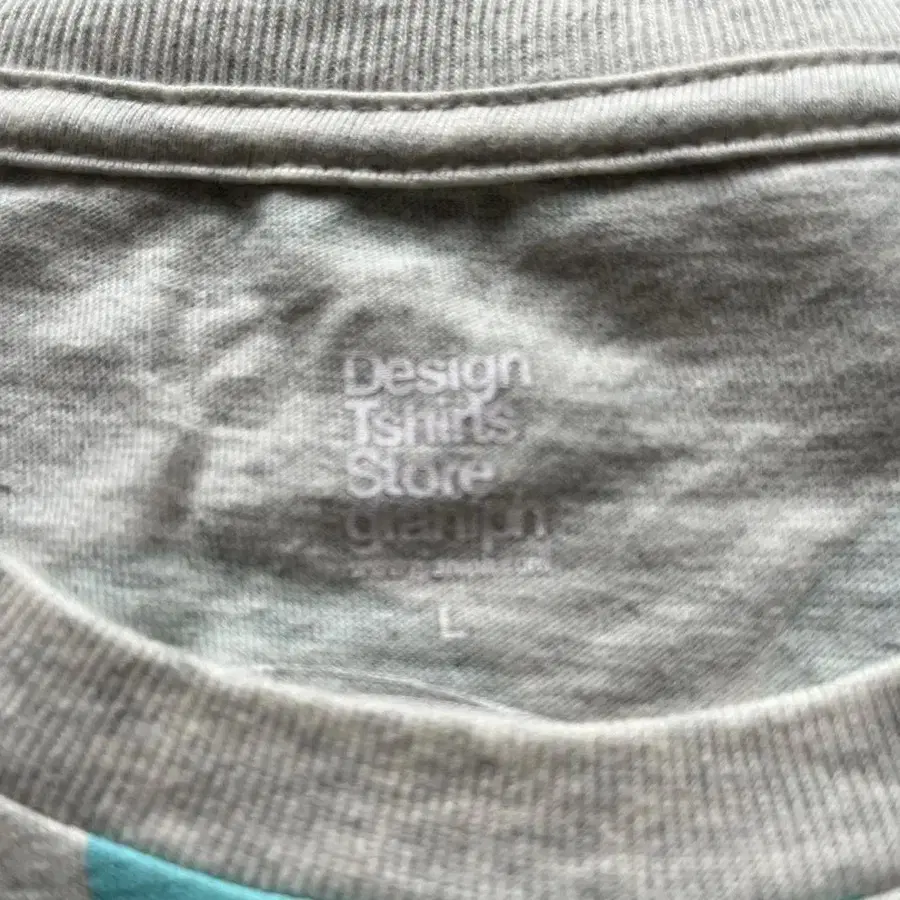 Design
Tshirts
Store
graniph
L